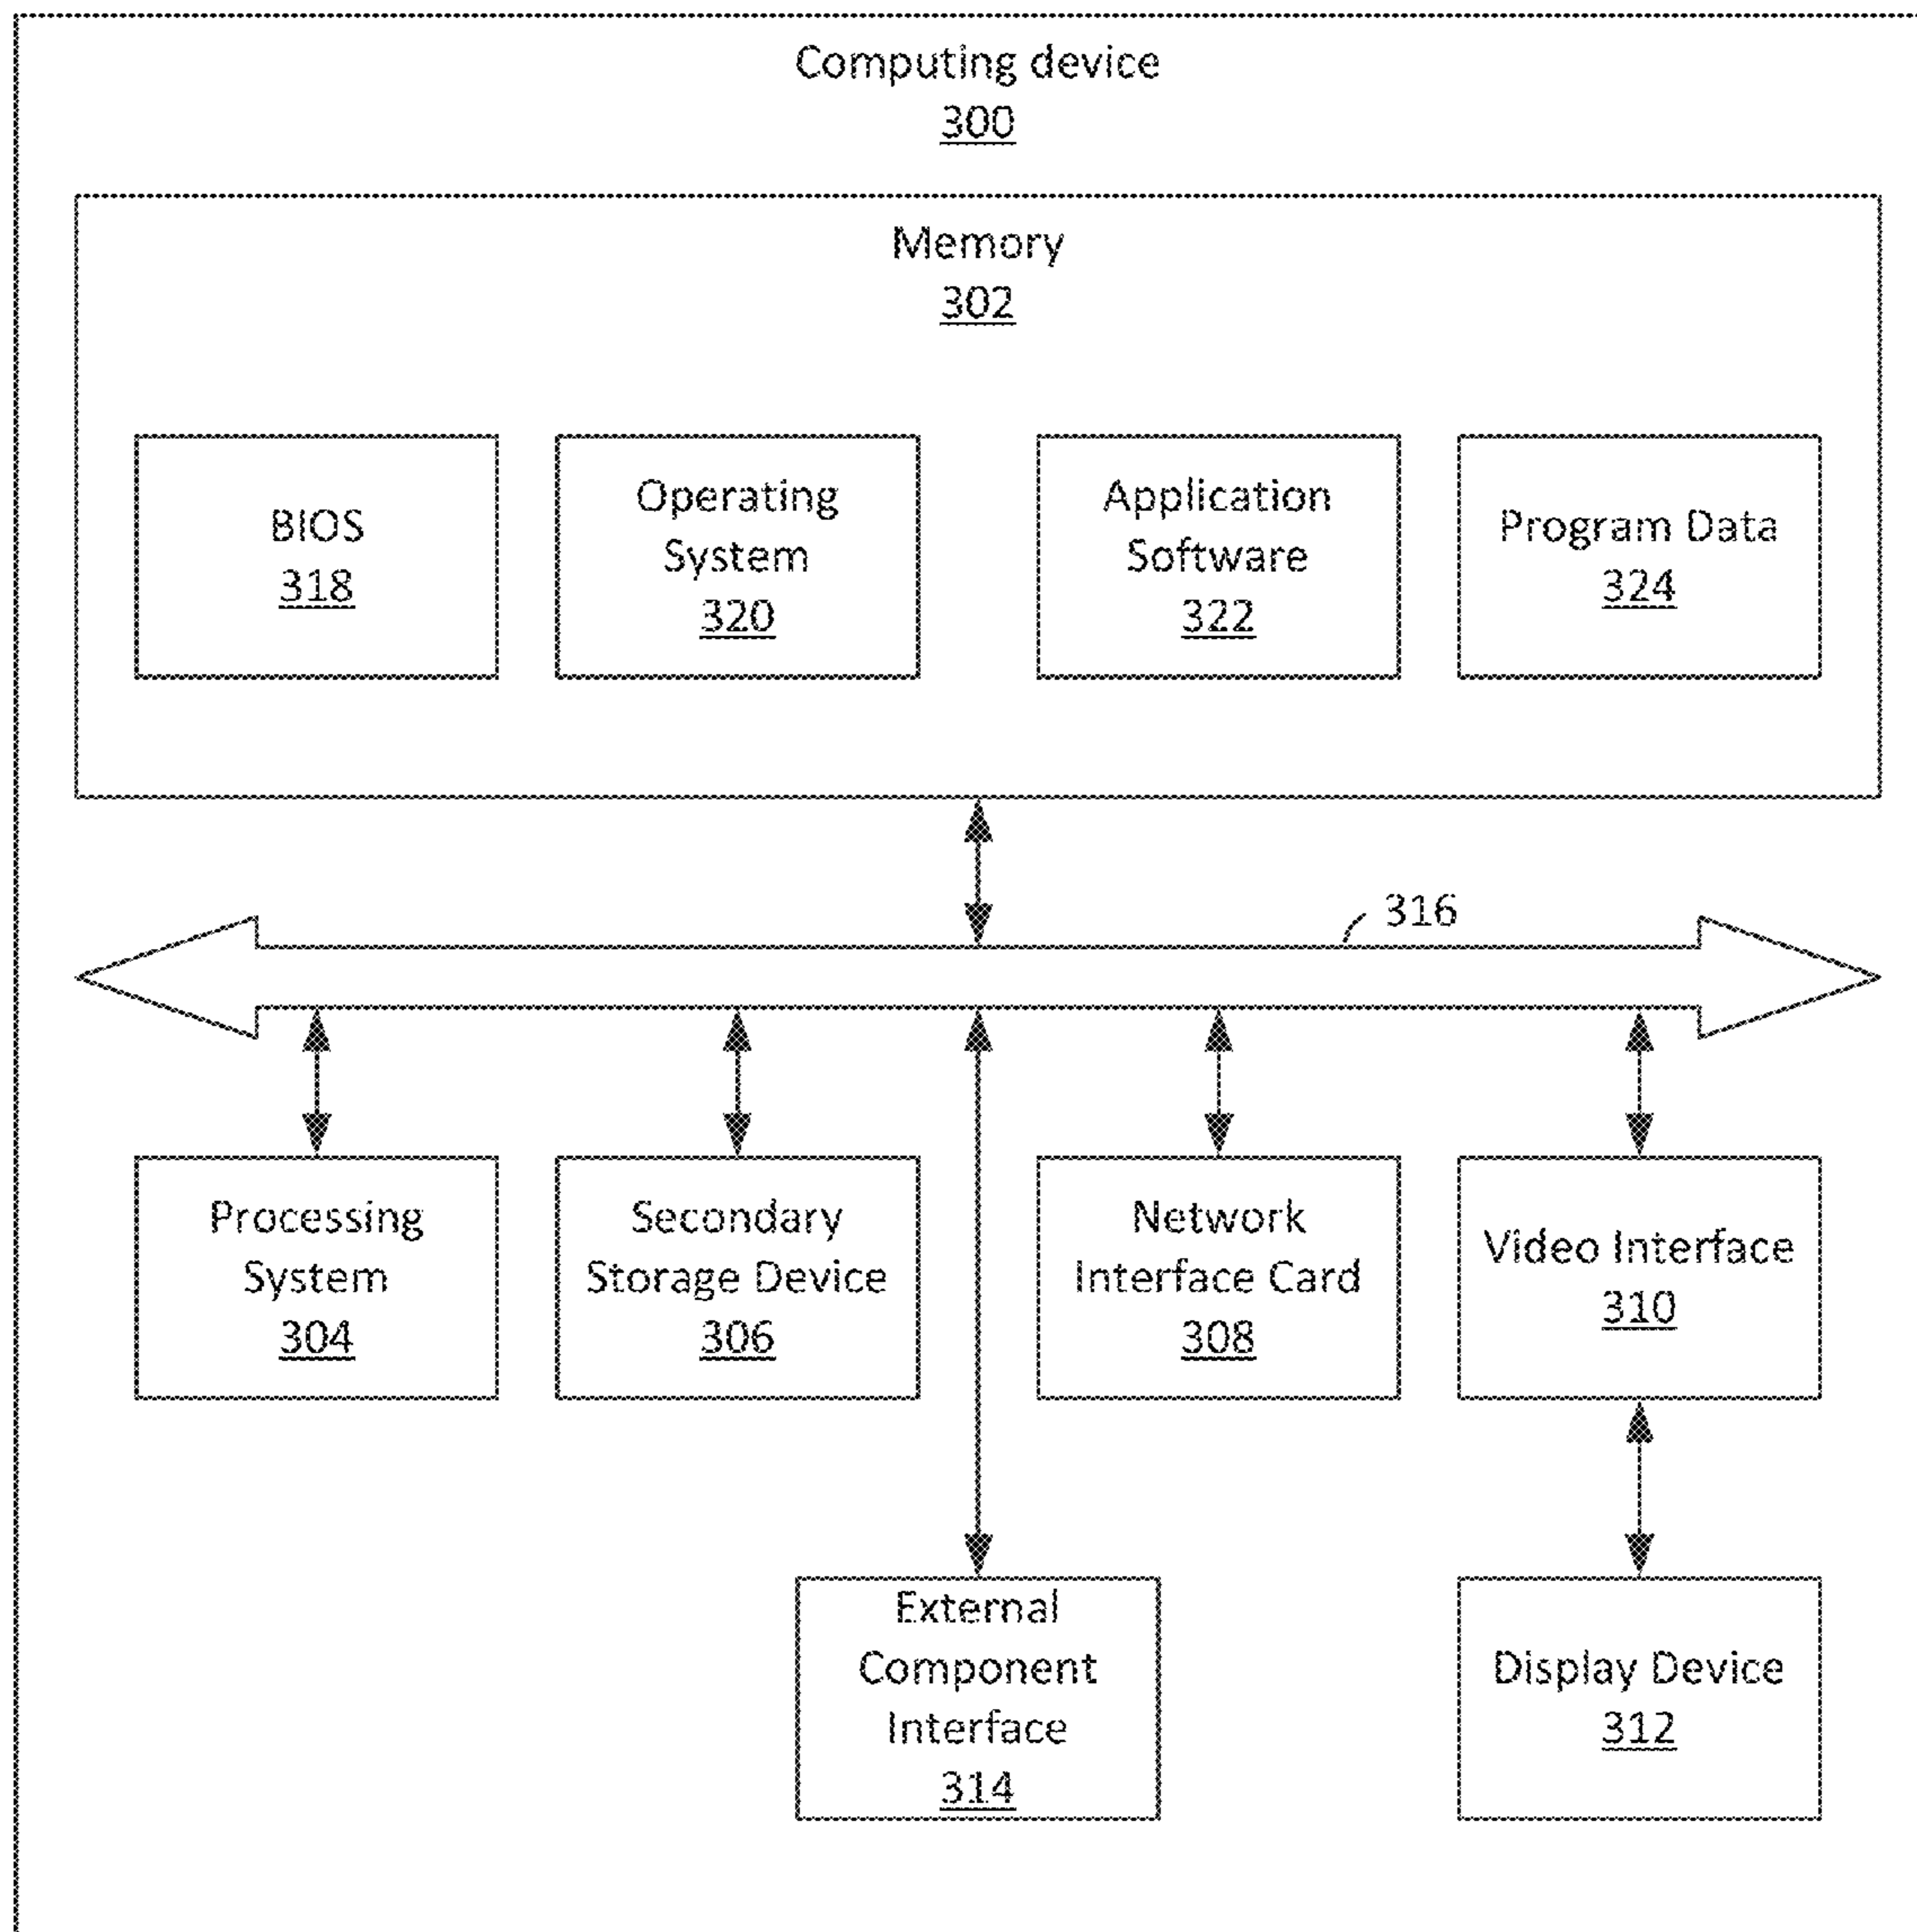 Computing device
300
Memory
302
BIOS
318
Operating
System
320
Application
Software
322
Program Data
324
316
Processing
System
304
Secondary
Storage Device
306
Network
Interface Card
308
Video Interface
310
External
Component
Interface
314
Display Device
312